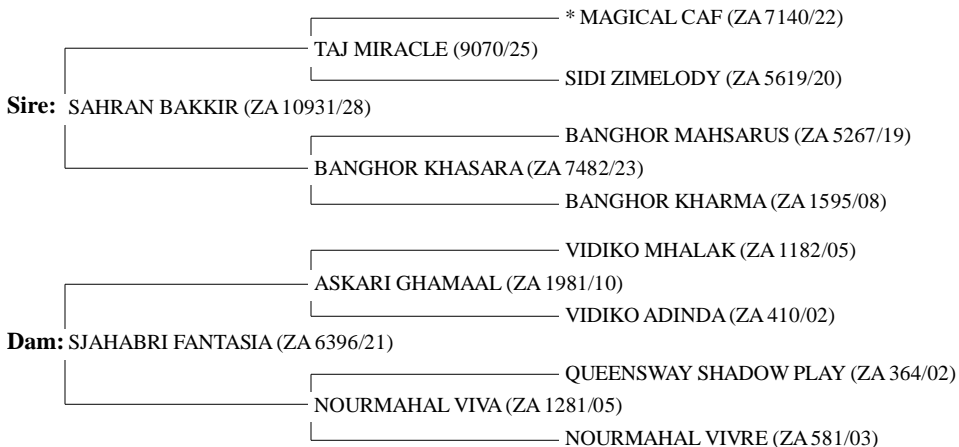 * MAGICAL CAF (ZA 7140/22)
TAJ MIRACLE (9070/25)
SIDI ZIMELODY (ZA 5619/20)
Sire: SAHRAN BAKKIR (ZA 10931/28)
BANGHOR MAHSARUS (ZA 5267/19)
BANGHOR KHASARA (ZA 7482/23)
BANGHOR KHARMA (ZA 1595/08)
VIDIKO MHALAK (ZA 1182/05)
ASKARI GHAMAAL (ZA 1981/10)
VIDIKO ADINDA (ZA 410/02)
Dam: SJAHABRI FANTASIA (ZA 6396/21)
QUEENSWAY SHADOW PLAY (ZA 364/02)
NOURMAHAL VIVA (ZA 1281/05)
NOURMAHAL VIVRE (ZA 581/03)